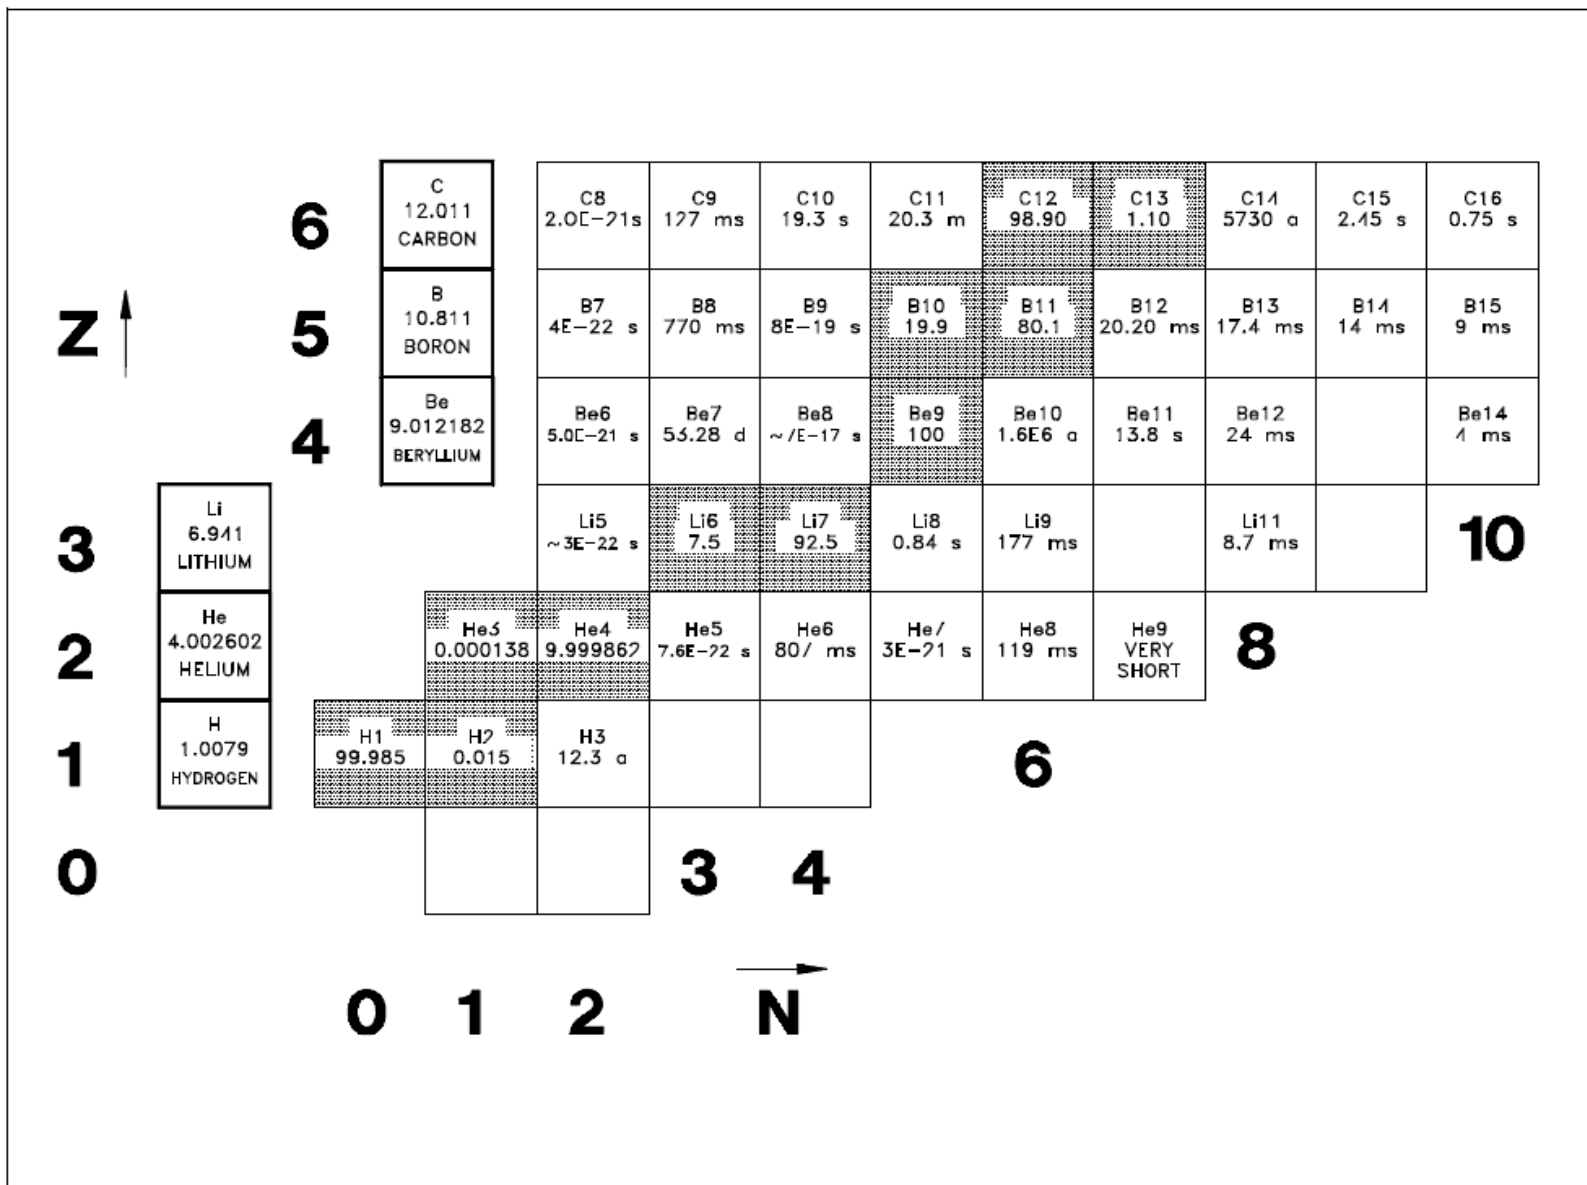 6
C
12.011
CARBON
C8
2.0E-21s
C9
127 ms
C10
19.3 s
C11
20.3 m
C12
98.90
C13
1.10
C14
5730 a
C15
2.45 s
C16
0.75 s
Z
5
B
10.811
BORON
B7
4E-22 s
B8
770 ms
B9
8E-19 s
B10
19.9
B11
80.1
B12
20.20 ms
B13
17.4 ms
B14
14 ms
B15
9 ms
4
Be
9.012182
BERYLLIUM
Be6
5.0E-21 s
Be7
53.28 d
Be8
~7E-17 s
Be9
100
Be10
1.6E6 a
Be11
13.8 s
Be12
24 ms
Be14
4 ms
3
Li
6.941
LITHIUM
Li5
~3E-22 s
Li6
7.5
Li7
92.5
Li8
0.84 s
Li9
177 ms
Li11
8.7 ms
10
2
He
4.002602
HELIUM
He3
0.000138
He4
9.999862
He5
7.6E-22 s
He6
807 ms
He7
3E-21 s
He8
119 ms
He9
VERY
SHORT
8
1
H
1.0079
HYDROGEN
H1
99.985
H2
0.015
H3
12.3 a
6
0
3
4
0
1
2
N